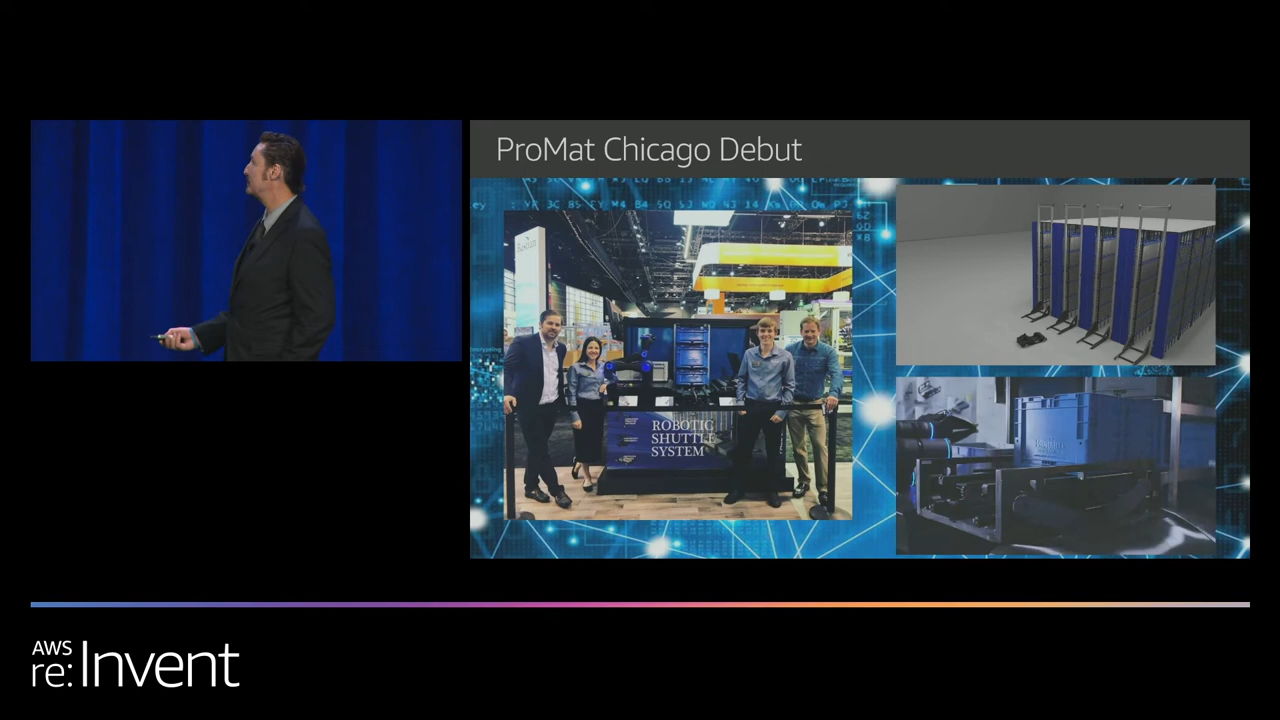 ProMat Chicago Debut
ROBOTIC
SHUTTLE
SYSTEM
AWS
re:Invent